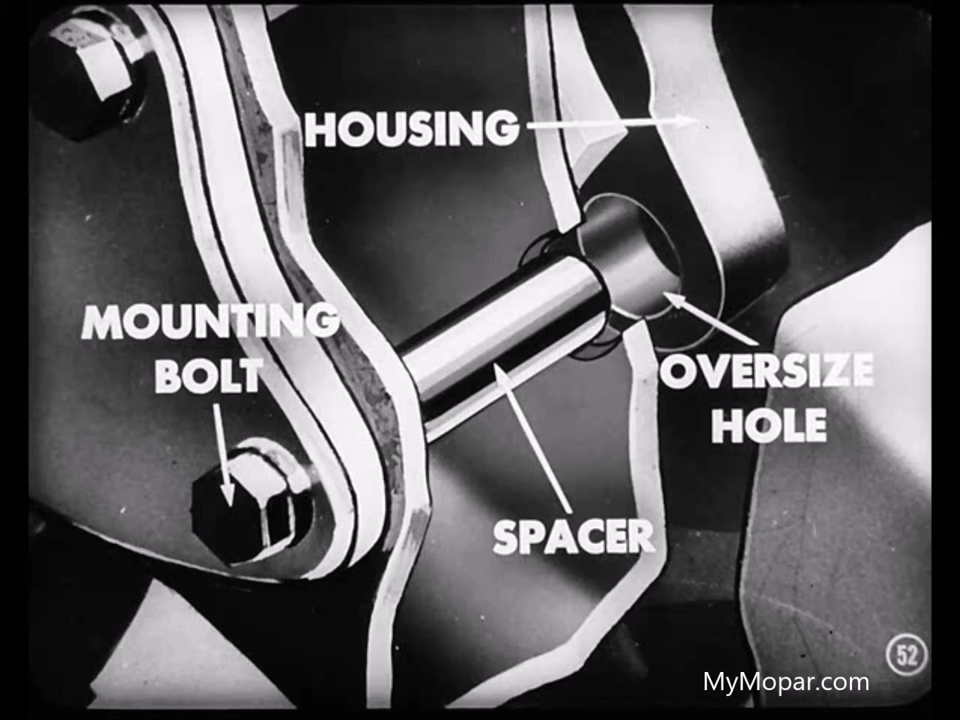 HOUSING
MOUNTING
BOLT
OVERSIZE
HOLE
SPACER
52
MyMopar.com